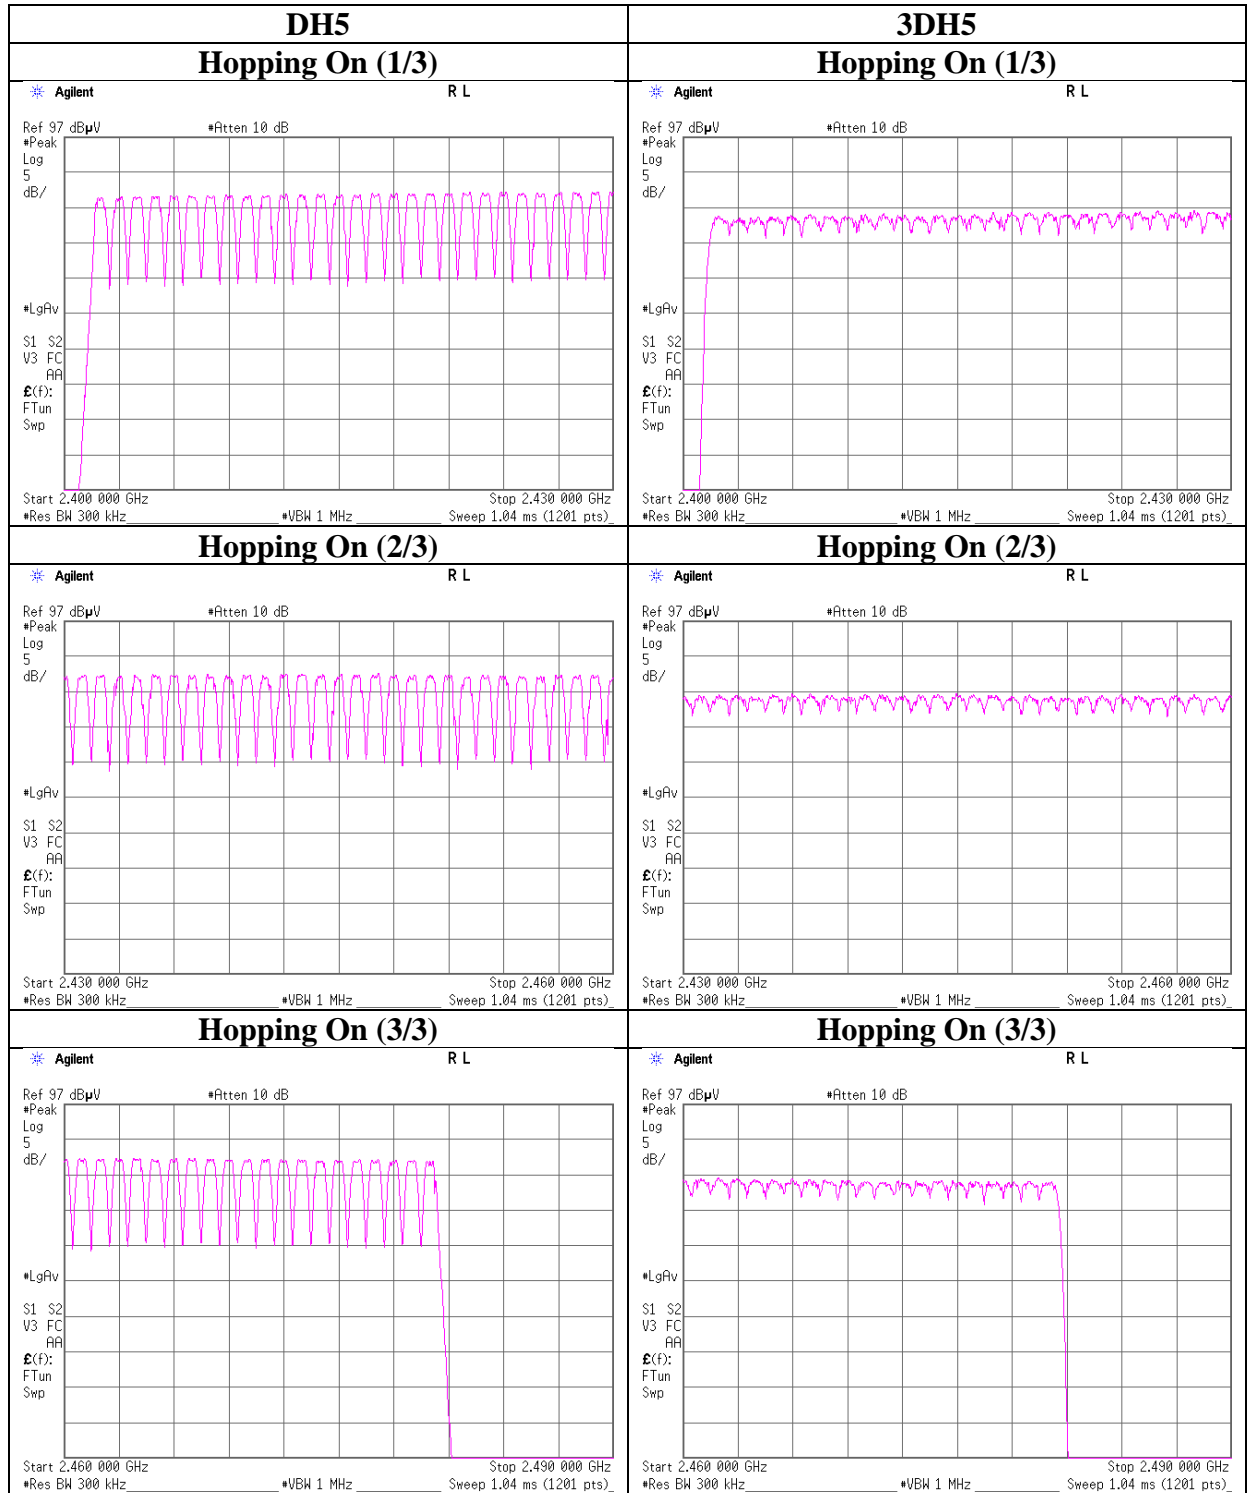 DH5 3DH5
Hopping On (1/3) Hopping On (1/3)
Agilent R L Agilent R L
Ref 97 dBµV #Atten 10 dB Ref 97 dBµV #Atten 10 dB
#Peak #Peak
Log Log
5 5
dB/ dB/
#LgAv #LgAv
S1 S2 S1 S2
V3 FC V3 FC
AA AA
£(f): £(f):
FTun FTun
Swp Swp
Start 2.400 000 GHz Stop 2.430 000 GHz Start 2.400 000 GHz Stop 2.430 000 GHz
#Res BW 300 kHz #VBW 1 MHz Sweep 1.04 ms (1201 pts) #Res BW 300 kHz #VBW 1 MHz Sweep 1.04 ms (1201 pts)
Hopping On (2/3) Hopping On (2/3)
Agilent R L Agilent R L
Ref 97 dBµV #Atten 10 dB Ref 97 dBµV #Atten 10 dB
#Peak #Peak
Log Log
5 5
dB/ dB/
#LgAv #LgAv
S1 S2 S1 S2
V3 FC V3 FC
AA AA
£(f): £(f):
FTun FTun
Swp Swp
Start 2.430 000 GHz Stop 2.460 000 GHz Start 2.430 000 GHz Stop 2.460 000 GHz
#Res BW 300 kHz #VBW 1 MHz Sweep 1.04 ms (1201 pts) #Res BW 300 kHz #VBW 1 MHz Sweep 1.04 ms (1201 pts)
Hopping On (3/3) Hopping On (3/3)
Agilent R L Agilent R L
Ref 97 dBµV #Atten 10 dB Ref 97 dBµV #Atten 10 dB
#Peak #Peak
Log Log
5 5
dB/ dB/
#LgAv #LgAv
S1 S2 S1 S2
V3 FC V3 FC
AA AA
£(f): £(f):
FTun FTun
Swp Swp
Start 2.460 000 GHz Stop 2.490 000 GHz Start 2.460 000 GHz Stop 2.490 000 GHz
#Res BW 300 kHz #VBW 1 MHz Sweep 1.04 ms (1201 pts) #Res BW 300 kHz #VBW 1 MHz Sweep 1.04 ms (1201 pts)